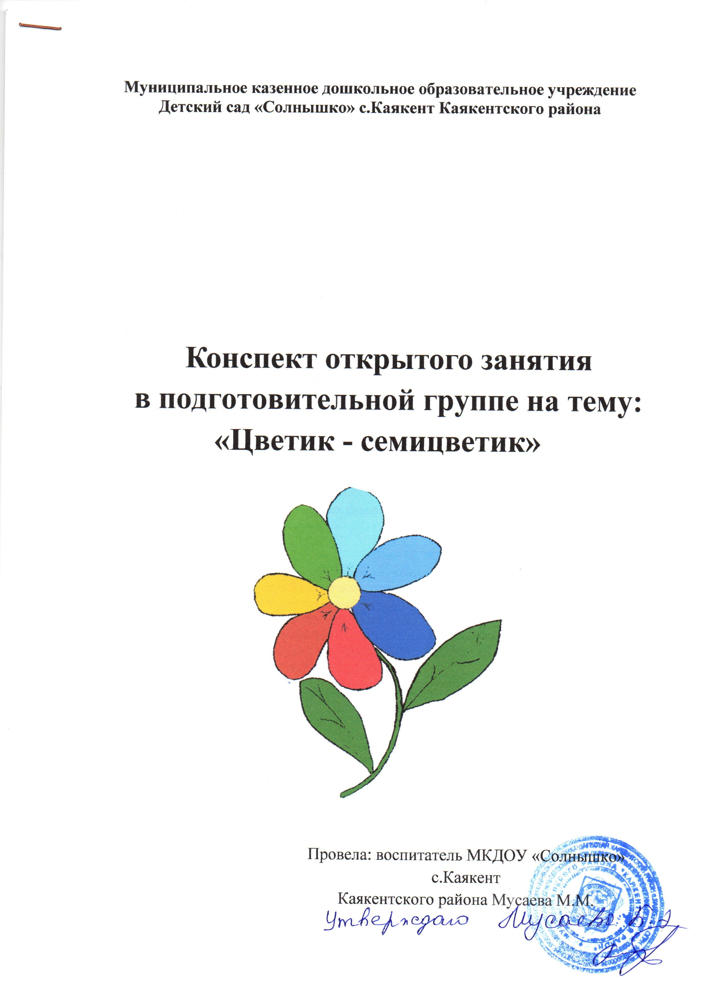 Муниципальное казенное дошкольное образовательное учреждение
Детский сад «Солнышко» с.Каякент Каякентского района
Конспект открытого занятия
в подготовительной группе на тему:
«Цветик - семицветик»
Провела: воспитатель МКДОУ «Солнышко»
с.Каякент
Каякентского района Мусаева М.М.
Утверждаю Мусаева